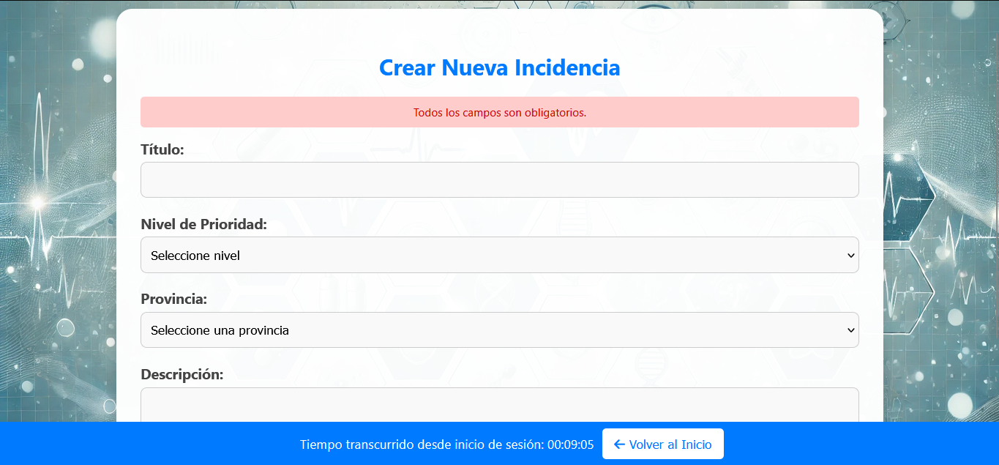 Crear Nueva Incidencia
Todos los campos son obligatorios.
Título:
Nivel de Prioridad:
Seleccione nivel
Provincia:
Seleccione una provincia
Descripción:
Tiempo transcurrido desde inicio de sesión: 00:09:05
Volver al Inicio